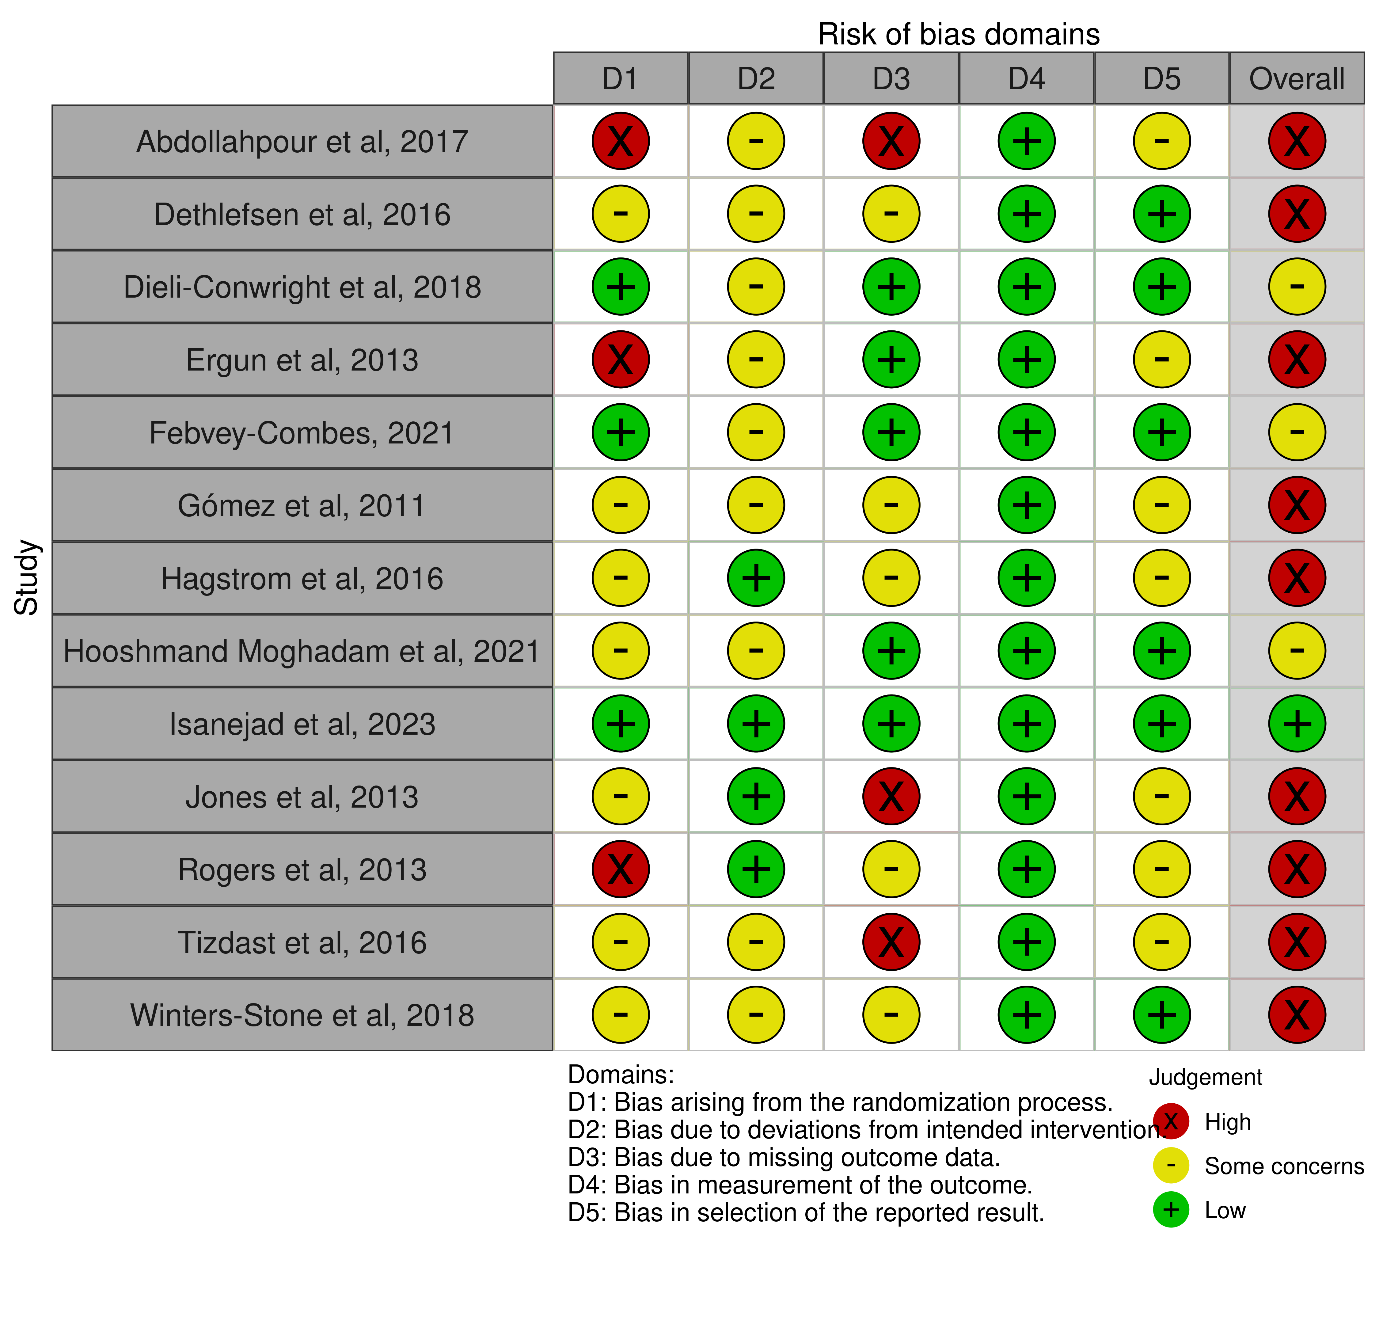 Risk of bias domains
D1 D2 D3 D4 D5 Overall
Study
Abdollahpour et al, 2017 X - X + - X
Dethlefsen et al, 2016 - - - + + X
Dieli-Conwright et al, 2018 + - + + + -
Ergun et al, 2013 X - + + - X
Febvey-Combes, 2021 + - + + + -
Gómez et al, 2011 - - - + - X
Hagstrom et al, 2016 - + - + - X
Hooshmand Moghadam et al, 2021 - - + + + -
Isanejad et al, 2023 + + + + + +
Jones et al, 2013 - + X + - X
Rogers et al, 2013 X + - + - X
Tizdast et al, 2016 - - X + - X
Winters-Stone et al, 2018 - - - + + X
Domains:
D1: Bias arising from the randomization process.
D2: Bias due to deviations from intended intervention
D3: Bias due to missing outcome data.
D4: Bias in measurement of the outcome.
D5: Bias in selection of the reported result.
Judgement
X High
- Some concerns
+ Low